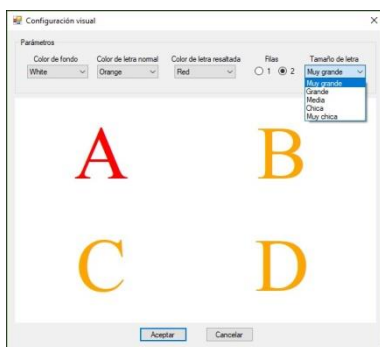 Configuración visual
Parámetros
Color de fondo Color de letra normal Color de letra resaltada Filas Tamaño de letra
White Orange Red 1 2 Muy grande
Muy grande
Grande
Media
Chica
Muy chica
A B
C D
Aceptar Cancelar